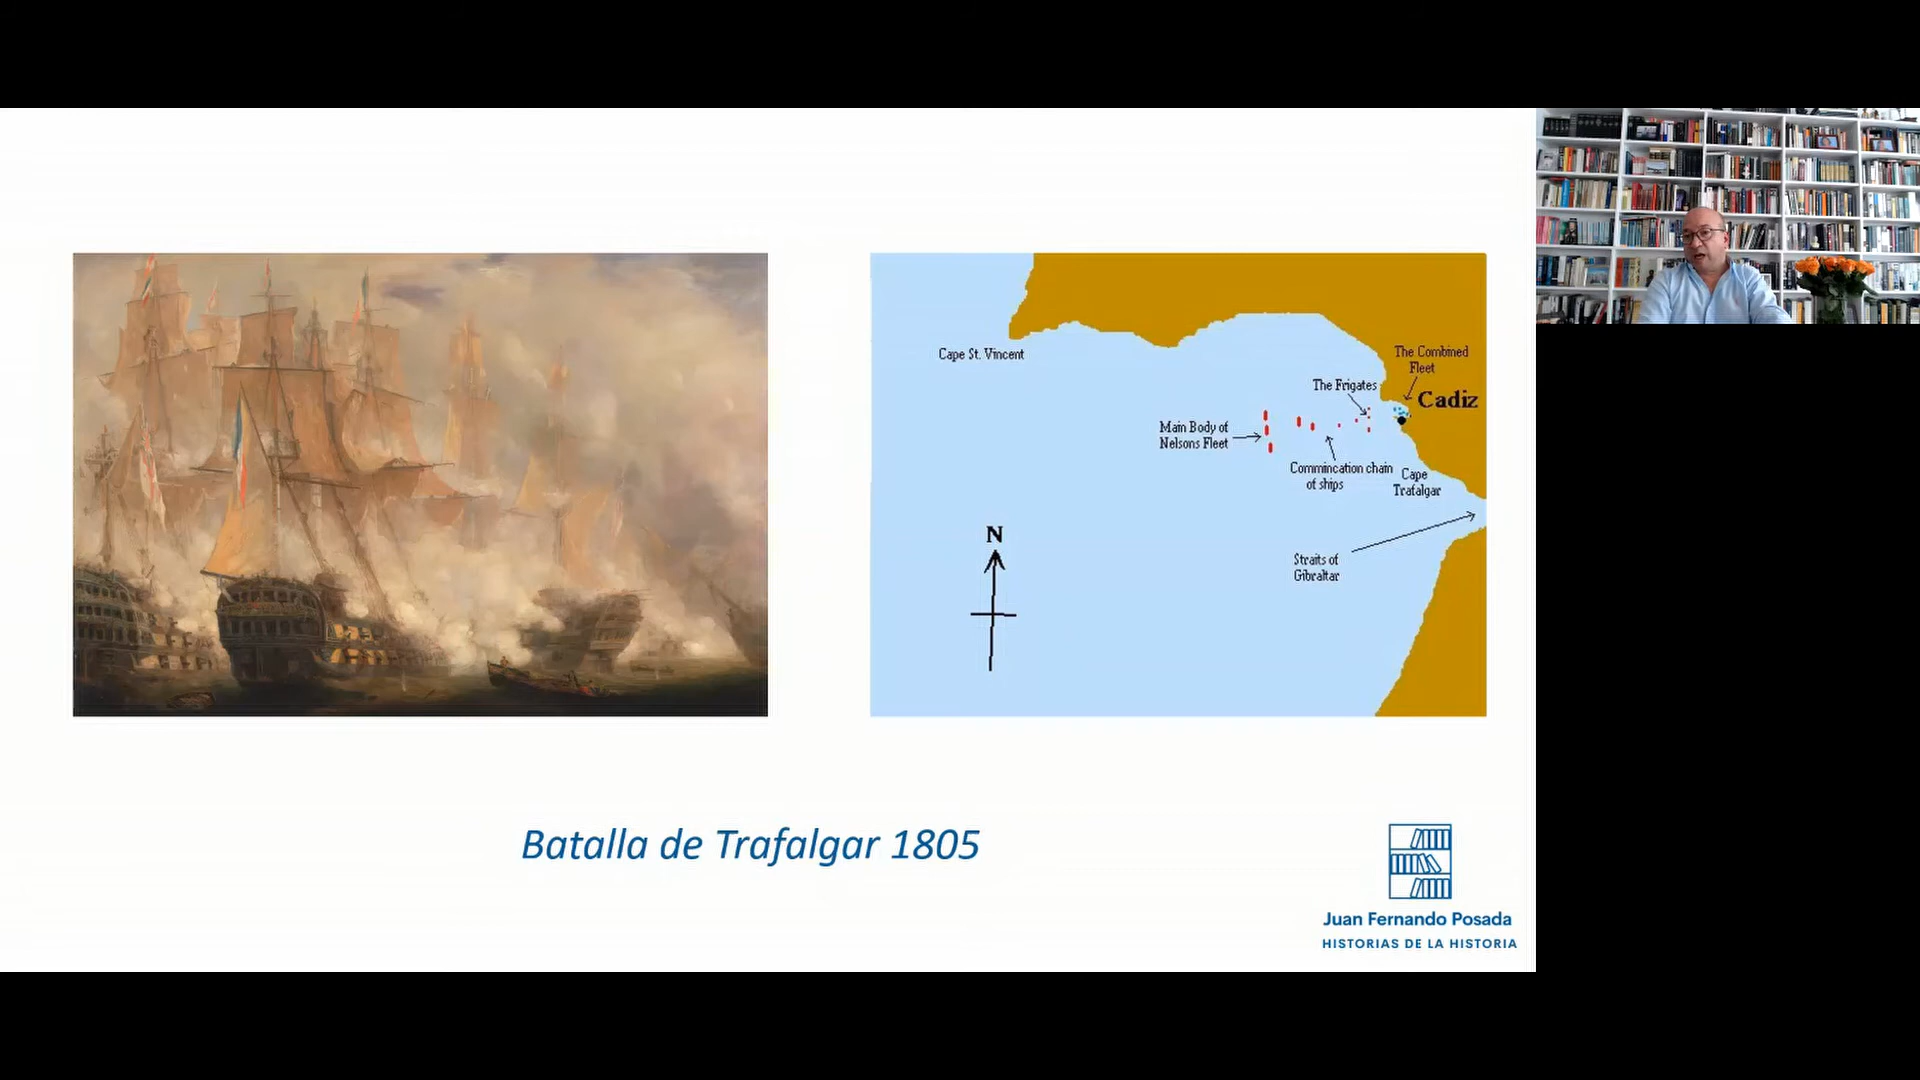 Cape St. Vincent
The Combined
Fleet
The Frigates
Cadiz
Main Body of
Nelsons Fleet
Commincation chain
of ships
Cape
Trafalgar
N
Straits of
Gibraltar
Batalla de Trafalgar 1805
Juan Fernando Posada
HISTORIAS DE LA HISTORIA